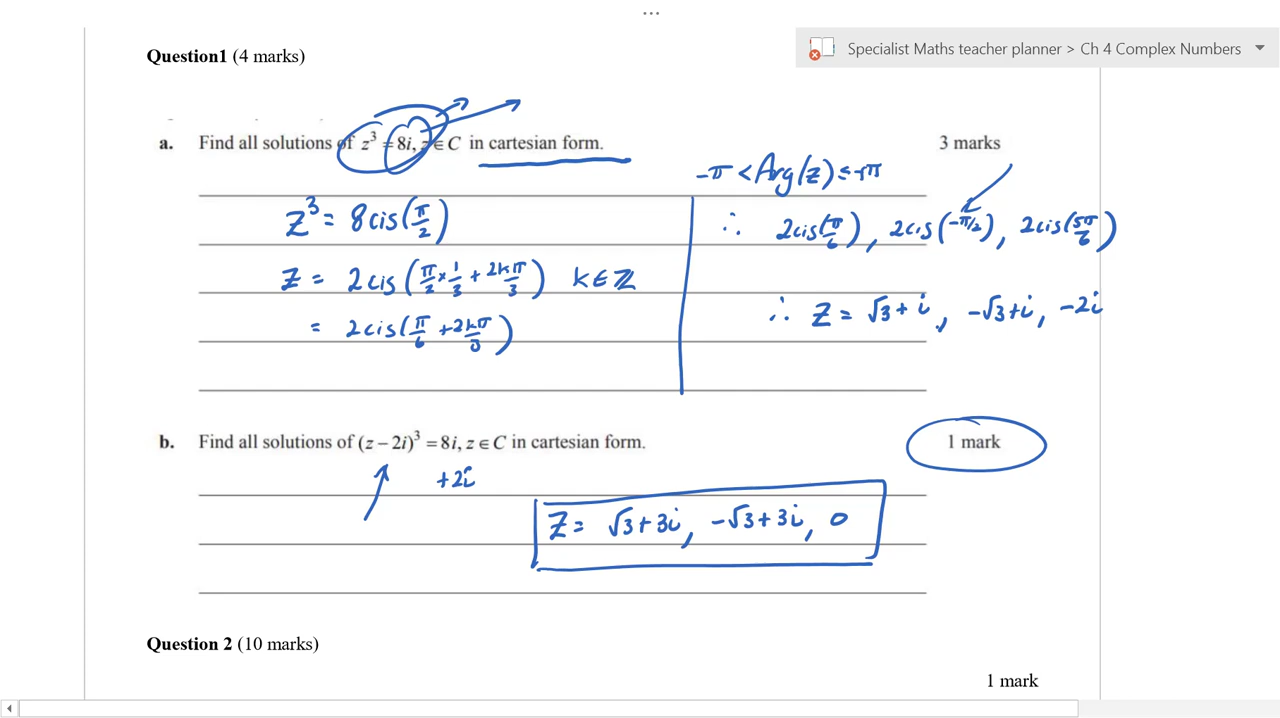 Specialist Maths teacher planner > Ch 4 Complex Numbers
Question1 (4 marks)
a. Find all solutions of z³ = 8i, z ∈ C in cartesian form. 3 marks
z³ = 8cis(π/2)
z = 2cis(π/2 × 1/3 + 2kπ/3) k ∈ ℤ
= 2cis(π/6 + 2kπ/3)
-π < Arg(z) ≤ π
∴ 2cis(π/6), 2cis(-π/2), 2cis(5π/6)
∴ z = √3 + i, -√3 + i, -2i
b. Find all solutions of (z – 2i)³ = 8i, z ∈ C in cartesian form. 1 mark
+2i
z = √3 + 3i, -√3 + 3i, 0
Question 2 (10 marks)
1 mark